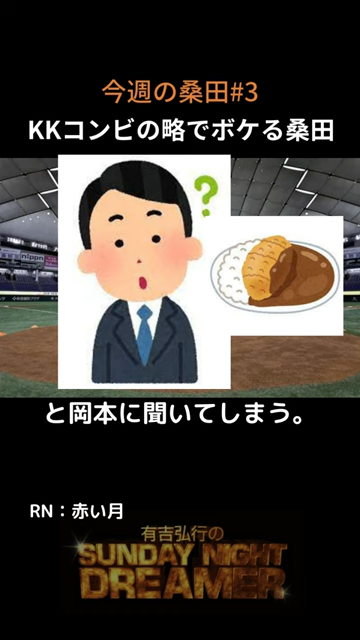 今週の桑田#3
KKコンビの略でボケる桑田
?
nippn
と岡本に聞いてしまう。
RN：赤い月
有吉弘行の
SUNDAY NIGHT
DREAMER